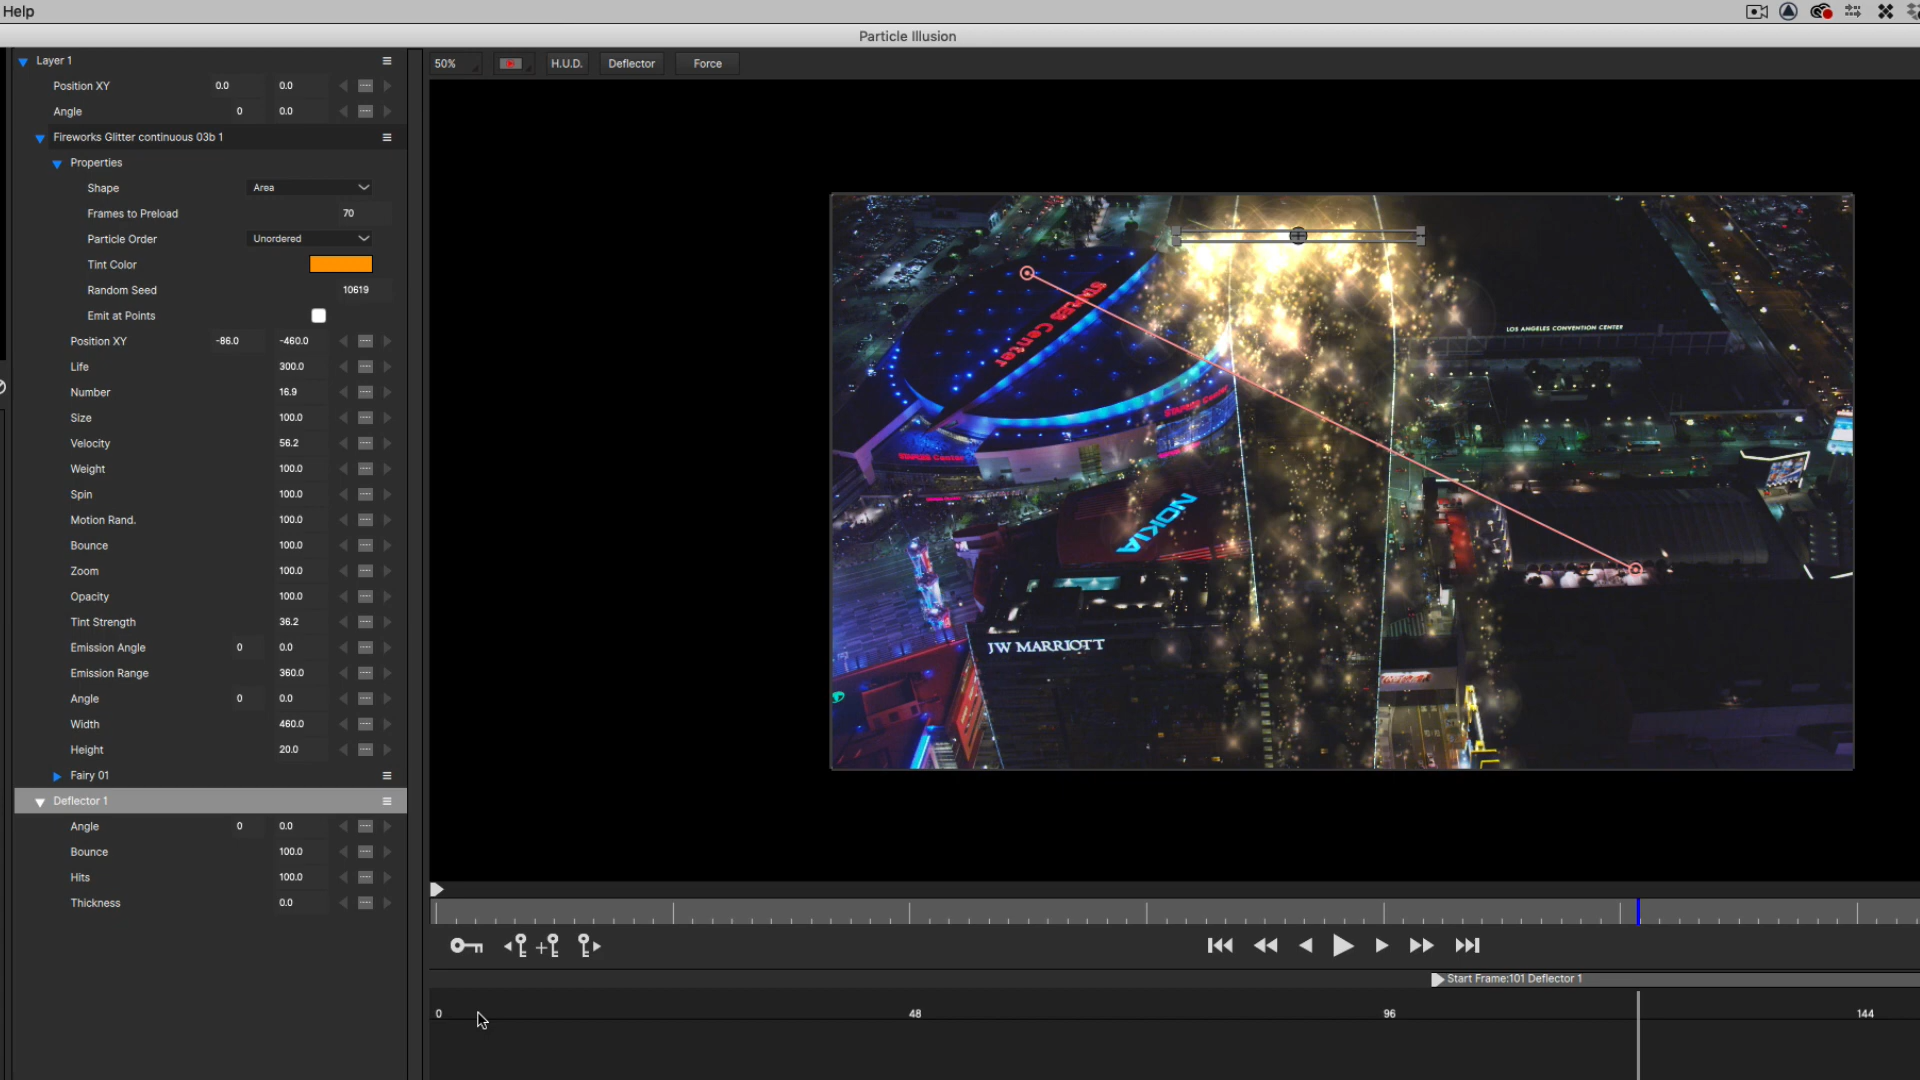 Help
Particle Illusion
Layer 1
Position XY 0.0 0.0
Angle 0 0.0
Fireworks Glitter continuous 03b 1
Properties
Shape Area
Frames to Preload 70
Particle Order Unordered
Tint Color
Random Seed 10619
Emit at Points
Position XY -86.0 -460.0
Life 300.0
Number 16.9
Size 100.0
Velocity 56.2
Weight 100.0
Spin 100.0
Motion Rand. 100.0
Bounce 100.0
Zoom 100.0
Opacity 100.0
Tint Strength 36.2
Emission Angle 0 0.0
Emission Range 360.0
Angle 0 0.0
Width 460.0
Height 20.0
Fairy 01
Deflector 1
Angle 0 0.0
Bounce 100.0
Hits 100.0
Thickness 0.0
50% H.U.D. Deflector Force
STAPLES Center
LOS ANGELES CONVENTION CENTER
STAPLES Center
STAPLES Center
NOKIA
JW MARRIOTT
Start Frame:101 Deflector 1
0 48 96 144